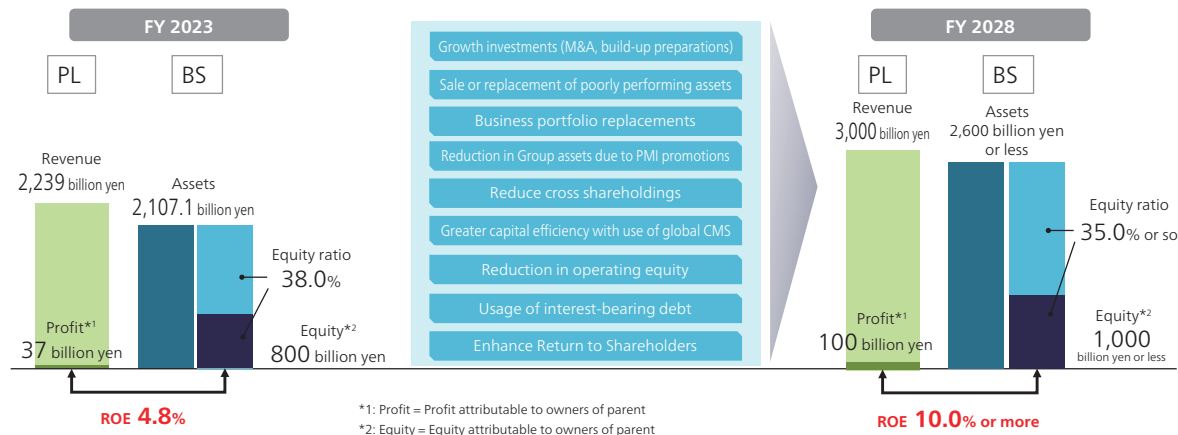 FY 2023
PL
BS
Revenue
2,239 billion yen
Assets
2,107.1 billion yen
Equity ratio
38.0%
Profit*1
37 billion yen
Equity*2
800 billion yen
ROE 4.8%
Growth investments (M&A, build-up preparations)
Sale or replacement of poorly performing assets
Business portfolio replacements
Reduction in Group assets due to PMI promotions
Reduce cross shareholdings
Greater capital efficiency with use of global CMS
Reduction in operating equity
Usage of interest-bearing debt
Enhance Return to Shareholders
FY 2028
PL
BS
Revenue
3,000 billion yen
Assets
2,600 billion yen
or less
Equity ratio
35.0% or so
Profit*1
100 billion yen
Equity*2
1,000
billion yen or less
ROE 10.0% or more
*1: Profit = Profit attributable to owners of parent
*2: Equity = Equity attributable to owners of parent